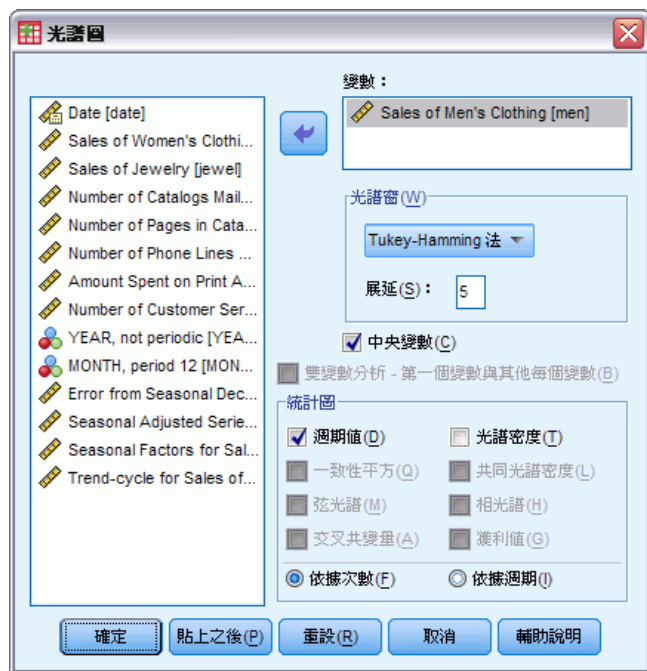 光譜圖
變數：
Date [date]
Sales of Women's Clothi...
Sales of Jewelry [jewel]
Number of Catalogs Mail...
Number of Pages in Cata...
Number of Phone Lines ...
Amount Spent on Print A...
Number of Customer Ser...
YEAR, not periodic [YEA...
MONTH, period 12 [MON...
Error from Seasonal Dec...
Seasonal Adjusted Serie...
Seasonal Factors for Sal...
Trend-cycle for Sales of...
Sales of Men's Clothing [men]
光譜窗(W)
Tukey-Hamming 法
展延(S)： 5
中央變數(C)
雙變數分析 - 第一個變數與其他每個變數(B)
統計圖
週期值(D) 光譜密度(T)
一致性平方(Q) 共同光譜密度(L)
弦光譜(M) 相光譜(H)
交叉共變量(A) 獲利值(G)
依據次數(F) 依據週期(I)
確定 貼上之後(P) 重設(R) 取消 輔助說明